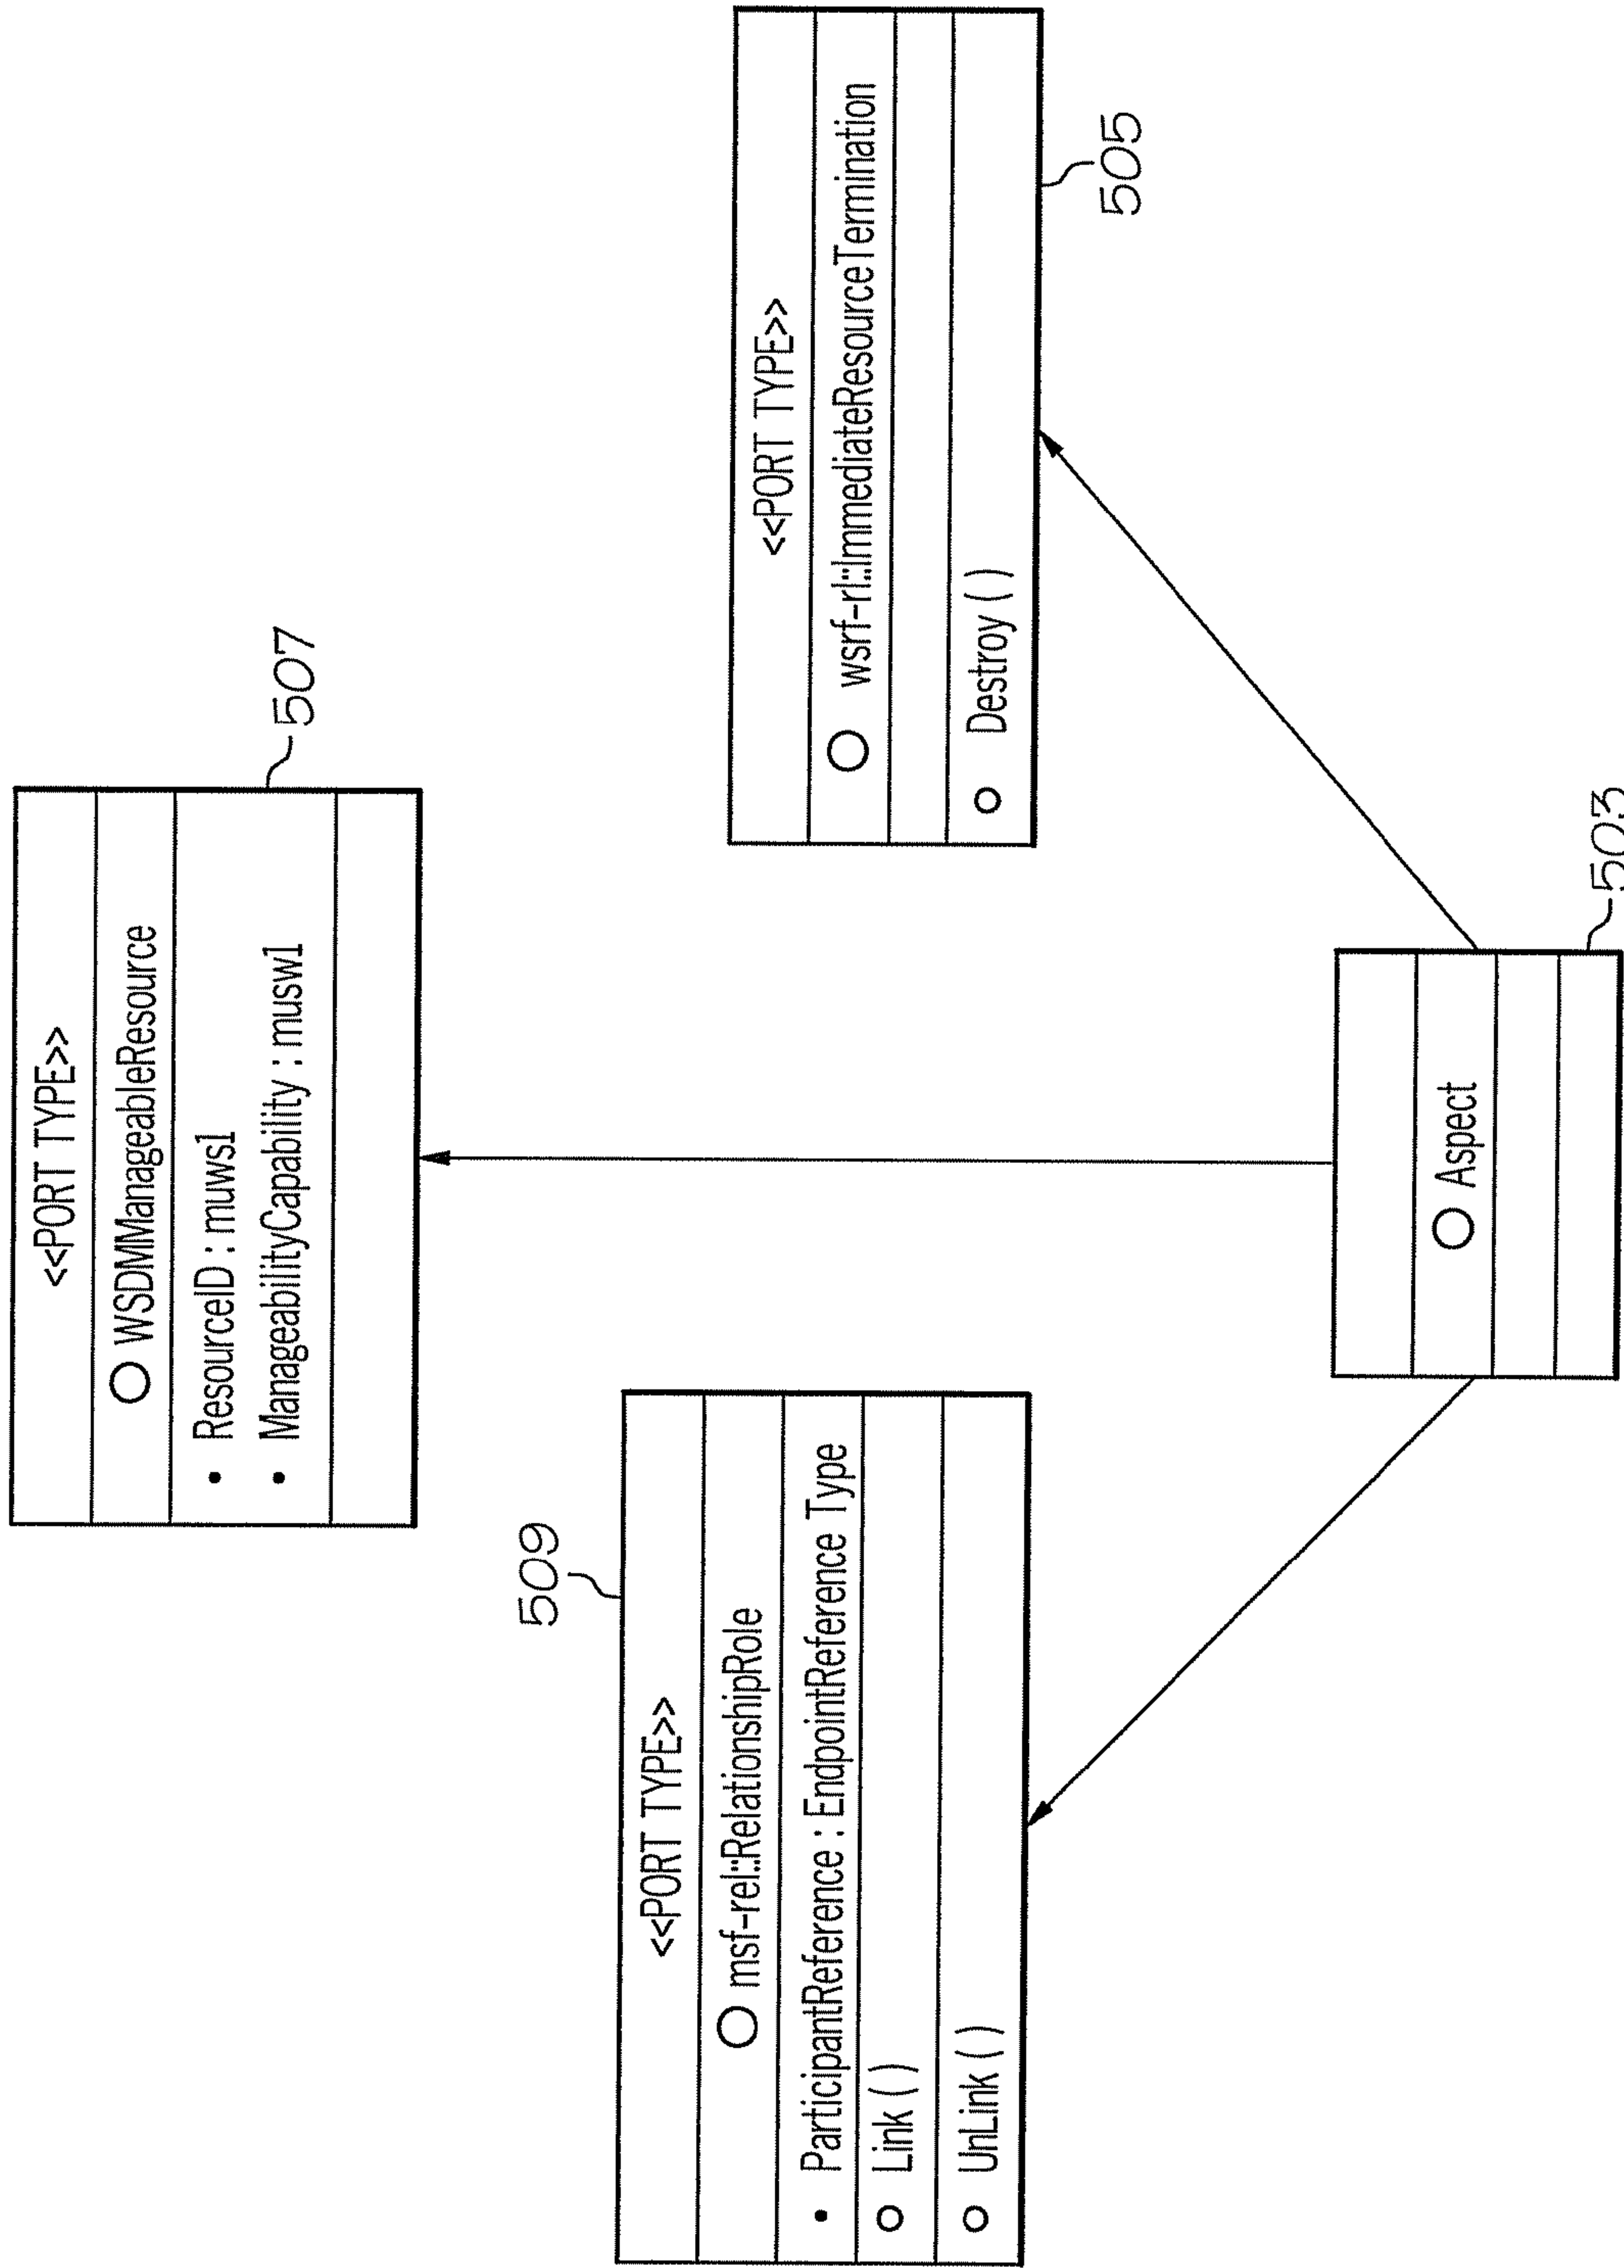 <<PORT TYPE>>
WSDMManageableResource
• ResourceID : muws1
• ManageabilityCapability : musw1
507
509
<<PORT TYPE>>
msf-rel::RelationshipRole
• ParticipantReference : EndpointReference Type
Link ( )
UnLink ( )
<<PORT TYPE>>
wsrf-rl::ImmediateResourceTermination
Destroy ( )
505
Aspect
503